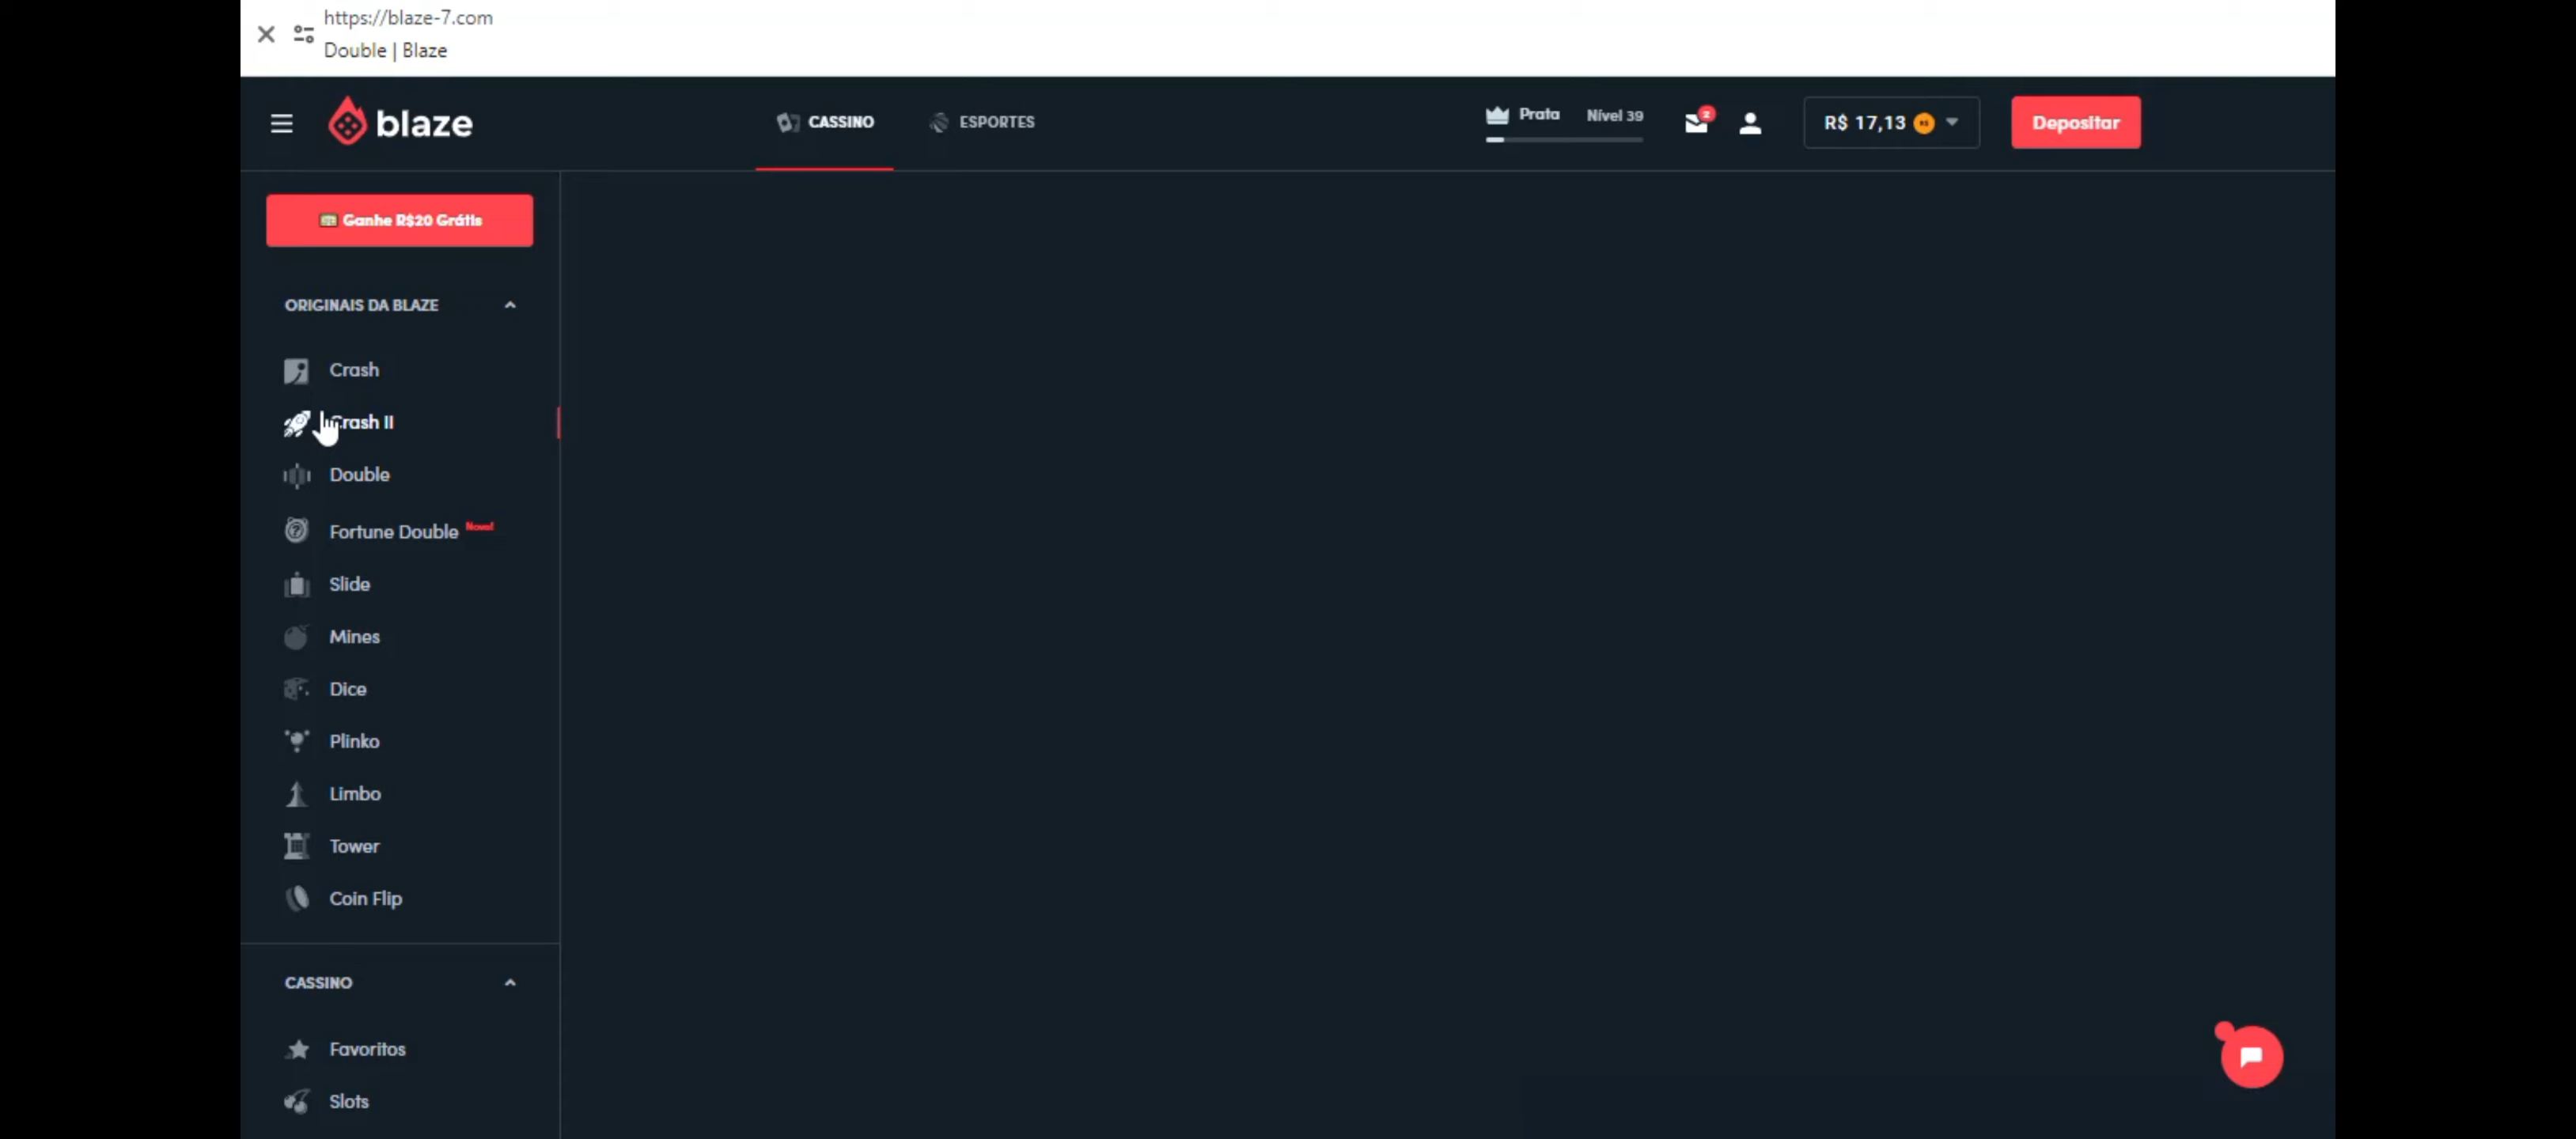 https://blaze-7.com
Double | Blaze
blaze
CASSINO
ESPORTES
Prata
Nível 39
2
R$ 17,13
Depositar
Ganhe R$20 Grátis
ORIGINAIS DA BLAZE
Crash
Crash II
Double
Fortune Double Novo!
Slide
Mines
Dice
Plinko
Limbo
Tower
Coin Flip
CASSINO
Favoritos
Slots